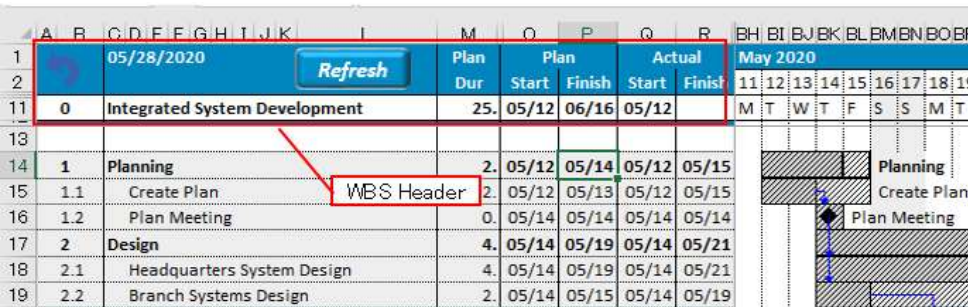 A B C D E F G H I J K L M O P Q R BH BI BJ BK BL BM BN BO
1 05/28/2020 Refresh Plan Plan Actual May 2020
2 Dur Start Finish Start Finish 11 12 13 14 15 16 17 18
11 0 Integrated System Development 25. 05/12 06/16 05/12 M T W T F S S M T
13
14 1 Planning 2. 05/12 05/14 05/12 05/15 Planning
15 1.1 Create Plan WBS Header 2. 05/12 05/13 05/12 05/15 Create Plan
16 1.2 Plan Meeting 0. 05/14 05/14 05/14 05/14 Plan Meeting
17 2 Design 4. 05/14 05/19 05/14 05/21
18 2.1 Headquarters System Design 4. 05/14 05/19 05/14 05/21
19 2.2 Branch Systems Design 2. 05/14 05/15 05/14 05/19